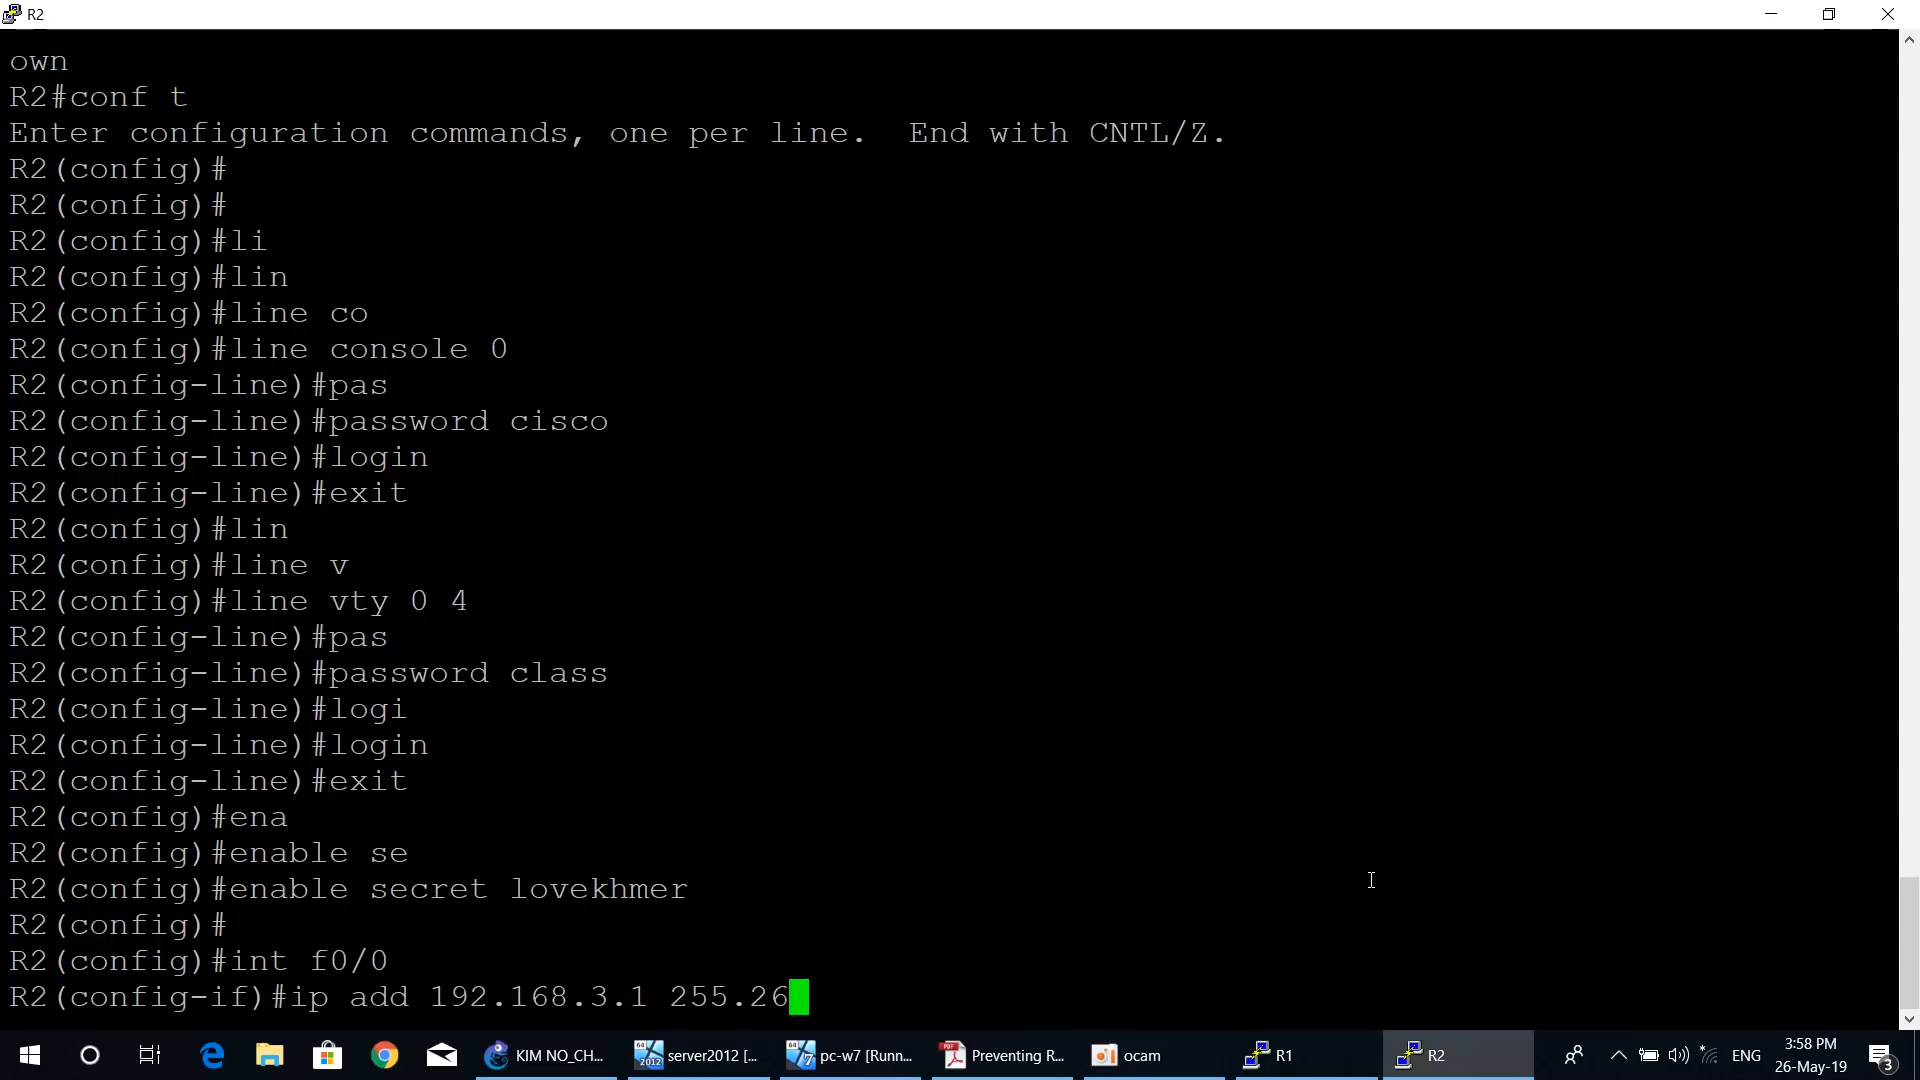 R2
own
R2#conf t
Enter configuration commands, one per line.  End with CNTL/Z.
R2(config)#
R2(config)#
R2(config)#li
R2(config)#lin
R2(config)#line co
R2(config)#line console 0
R2(config-line)#pas
R2(config-line)#password cisco
R2(config-line)#login
R2(config-line)#exit
R2(config)#lin
R2(config)#line v
R2(config)#line vty 0 4
R2(config-line)#pas
R2(config-line)#password class
R2(config-line)#logi
R2(config-line)#login
R2(config-line)#exit
R2(config)#ena
R2(config)#enable se
R2(config)#enable secret lovekhmer
R2(config)#
R2(config)#int f0/0
R2(config-if)#ip add 192.168.3.1 255.26
KIM NO_CH... 64 2012 server2012 [... 64 7 pc-w7 [Runn... PDF Preventing R... ocam R1 R2 ENG 3:58 PM 3
26-May-19